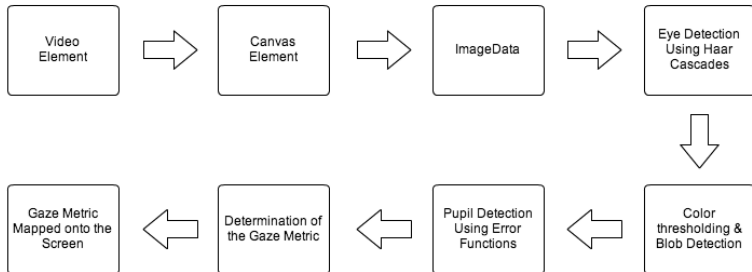 Video
Element
Canvas
Element
ImageData
Eye Detection
Using Haar
Cascades
Color
thresholding &
Blob Detection
Pupil Detection
Using Error
Functions
Determination of
the Gaze Metric
Gaze Metric
Mapped onto the
Screen